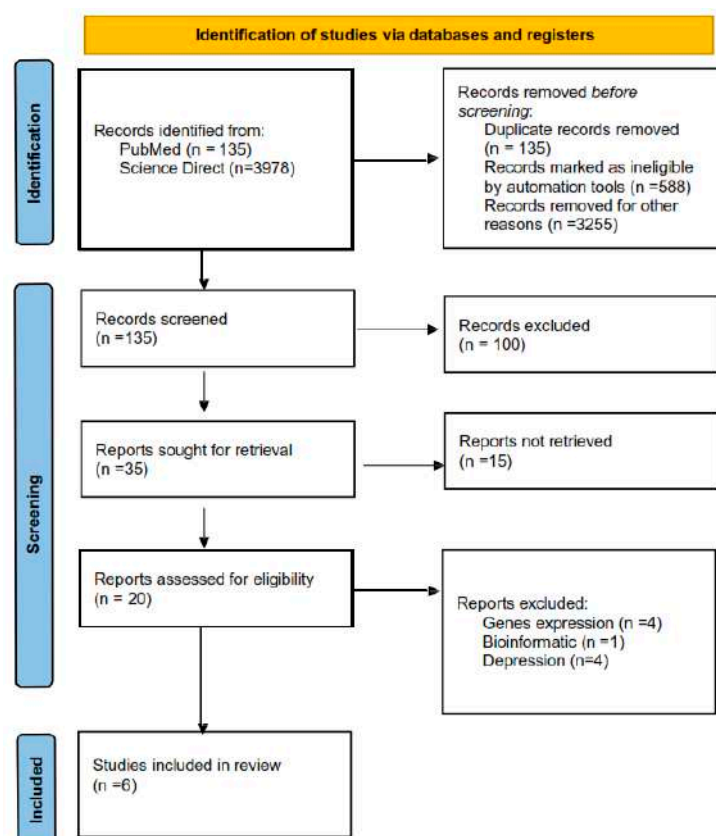 Identification of studies via databases and registers
Identification
Records identified from:
PubMed (n = 135)
Science Direct (n=3978)
Records removed before
screening:
Duplicate records removed
(n = 135)
Records marked as ineligible
by automation tools (n =588)
Records removed for other
reasons (n =3255)
Screening
Records screened
(n =135)
Records excluded
(n = 100)
Reports sought for retrieval
(n =35)
Reports not retrieved
(n =15)
Reports assessed for eligibility
(n = 20)
Reports excluded:
Genes expression (n =4)
Bioinformatic (n =1)
Depression (n=4)
Included
Studies included in review
(n =6)